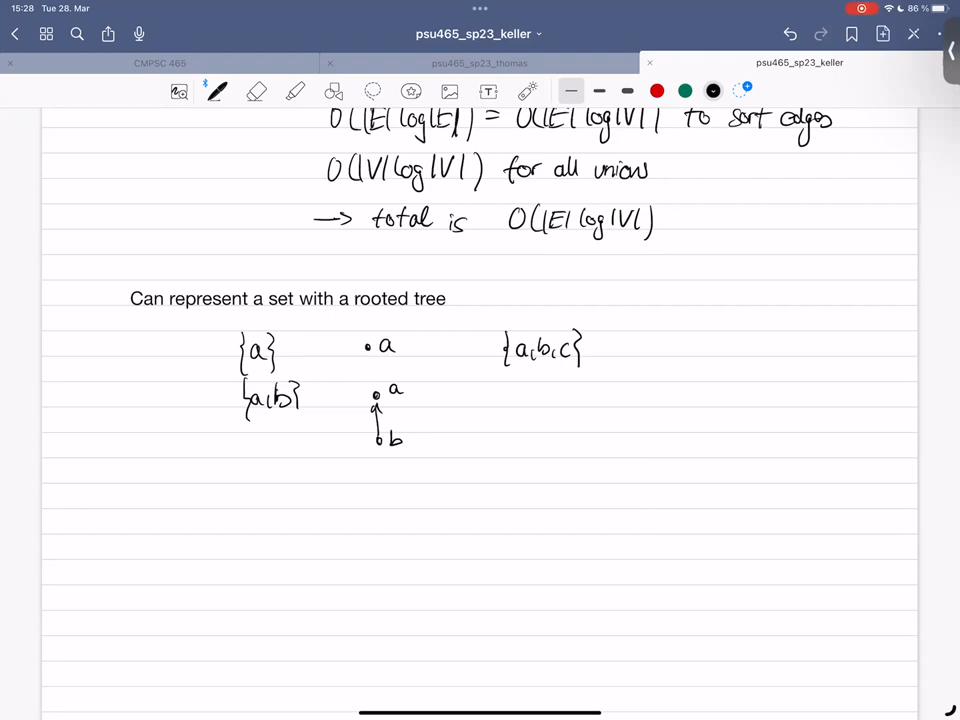 15:28 Tue 28. Mar
86 %
psu465_sp23_keller
CMPSC 465
psu465_sp23_thomas
psu465_sp23_keller
O(|E| log|E|) = O(|E| log|V|) to sort edges
O(|V| log|V|) for all unions
→ total is O(|E| log|V|)
Can represent a set with a rooted tree
{a} a {a,b,c}
{a,b} a
b